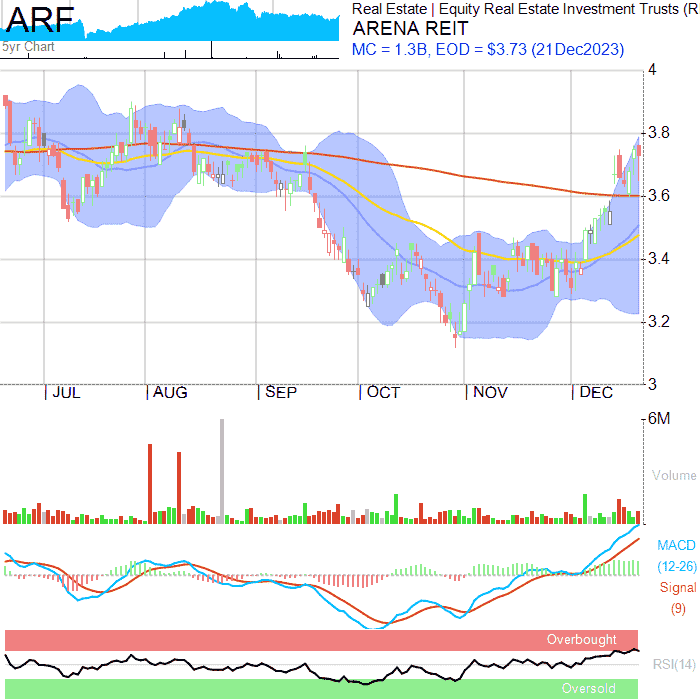 ARF
5yr Chart
Real Estate | Equity Real Estate Investment Trusts (R
ARENA REIT
MC = 1.3B, EOD = $3.73 (21Dec2023)
4
3.8
3.6
3.4
3.2
3
JUL AUG SEP OCT NOV DEC
6M
Volume
MACD
(12-26)
Signal
(9)
Overbought
RSI(14)
Oversold